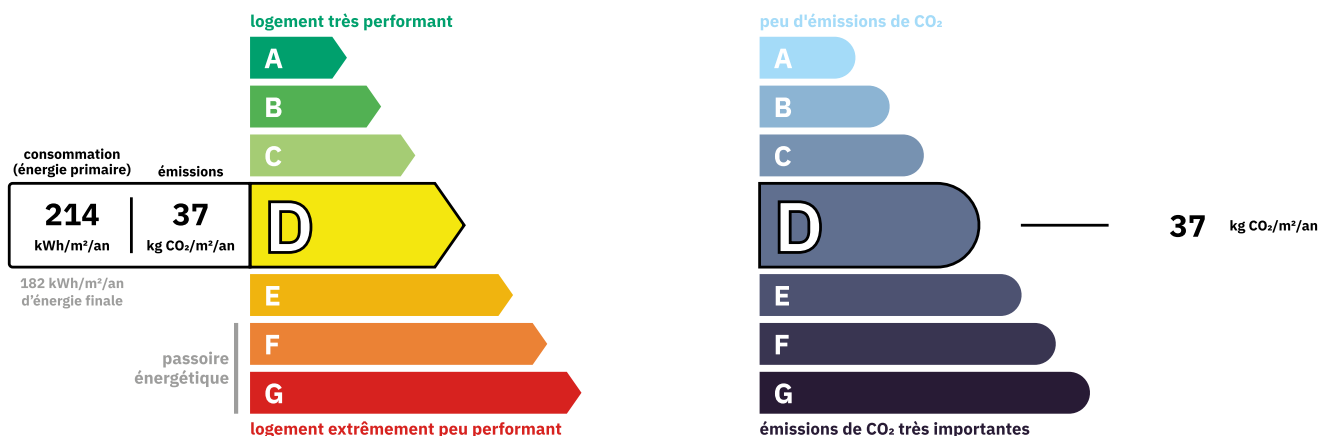 logement très performant
A
B
C
consommation
(énergie primaire)
émissions
214
kWh/m²/an
37
kg CO₂/m²/an
D
182 kWh/m²/an
d'énergie finale
E
passoire
énergétique
F
G
logement extrêmement peu performant
peu d'émissions de CO₂
A
B
C
D
37 kg CO₂/m²/an
E
F
G
émissions de CO₂ très importantes